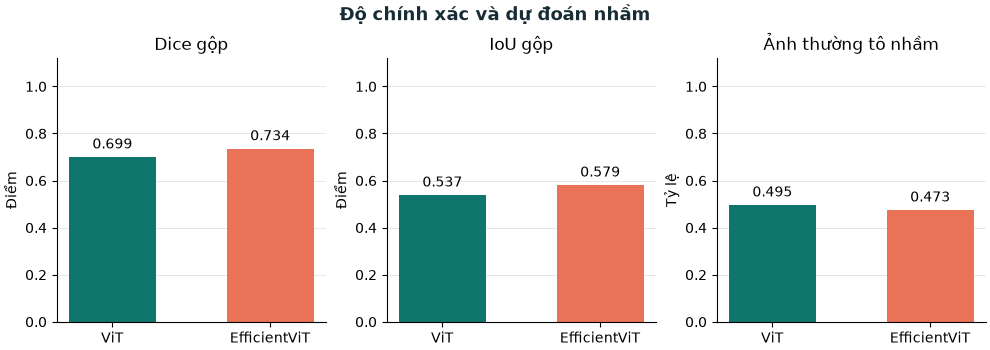 Độ chính xác và dự đoán nhầm
Dice gộp
Điểm
1.0
0.8
0.6
0.4
0.2
0.0
0.699
0.734
ViT
EfficientViT
IoU gộp
Điểm
1.0
0.8
0.6
0.4
0.2
0.0
0.537
0.579
ViT
EfficientViT
Ảnh thường tô nhầm
Tỷ lệ
1.0
0.8
0.6
0.4
0.2
0.0
0.495
0.473
ViT
EfficientViT